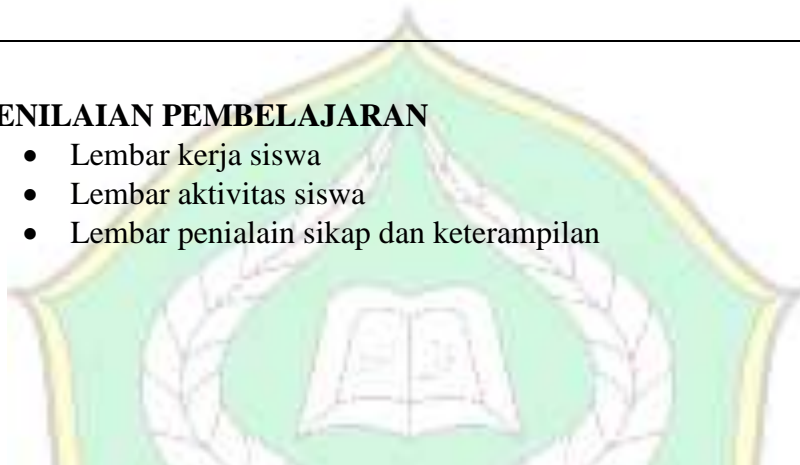 ENILAIAN PEMBELAJARAN
• Lembar kerja siswa
• Lembar aktivitas siswa
• Lembar penialain sikap dan keterampilan